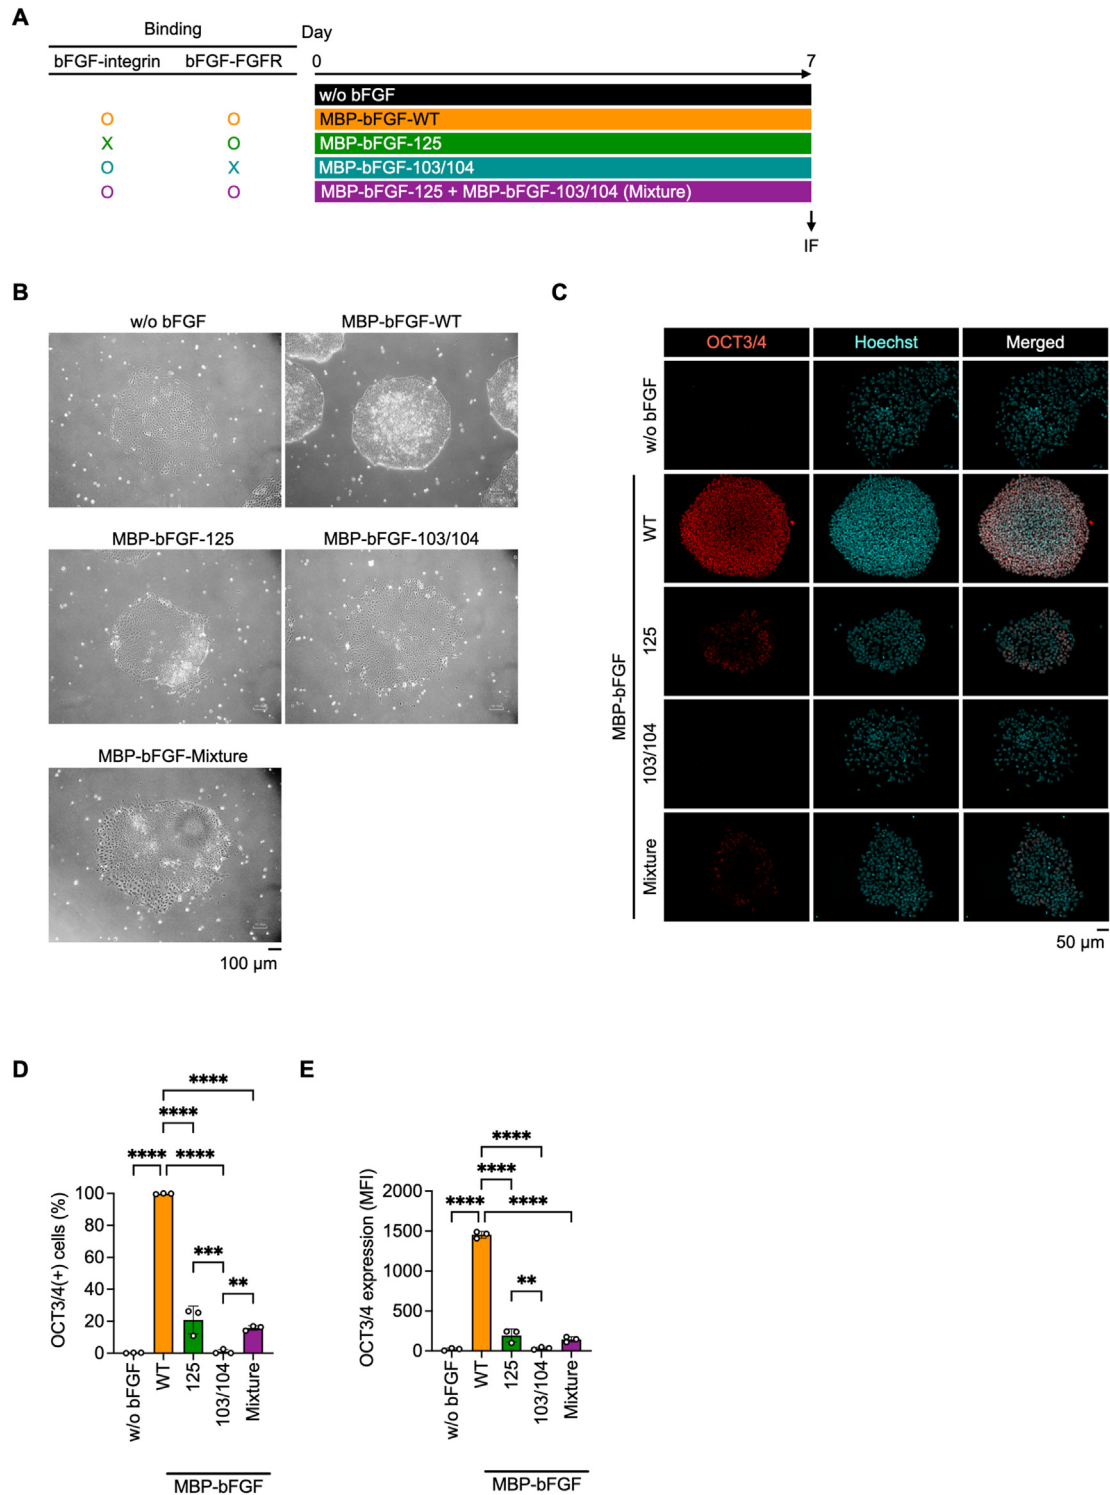 A
Binding
Day
bFGF-integrin bFGF-FGFR 0 7
w/o bFGF
O O MBP-bFGF-WT
X O MBP-bFGF-125
O X MBP-bFGF-103/104
O O MBP-bFGF-125 + MBP-bFGF-103/104 (Mixture)
IF
B
w/o bFGF MBP-bFGF-WT
MBP-bFGF-125 MBP-bFGF-103/104
MBP-bFGF-Mixture
100 µm
C
OCT3/4 Hoechst Merged
w/o bFGF
MBP-bFGF
WT
125
103/104
Mixture
50 µm
D
****
****
**** ****
***
**
OCT3/4(+) cells (%)
100
80
60
40
20
0
w/o bFGF WT 125 103/104 Mixture
MBP-bFGF
E
****
****
**** ****
**
OCT3/4 expression (MFI)
2000
1500
1000
500
0
w/o bFGF WT 125 103/104 Mixture
MBP-bFGF